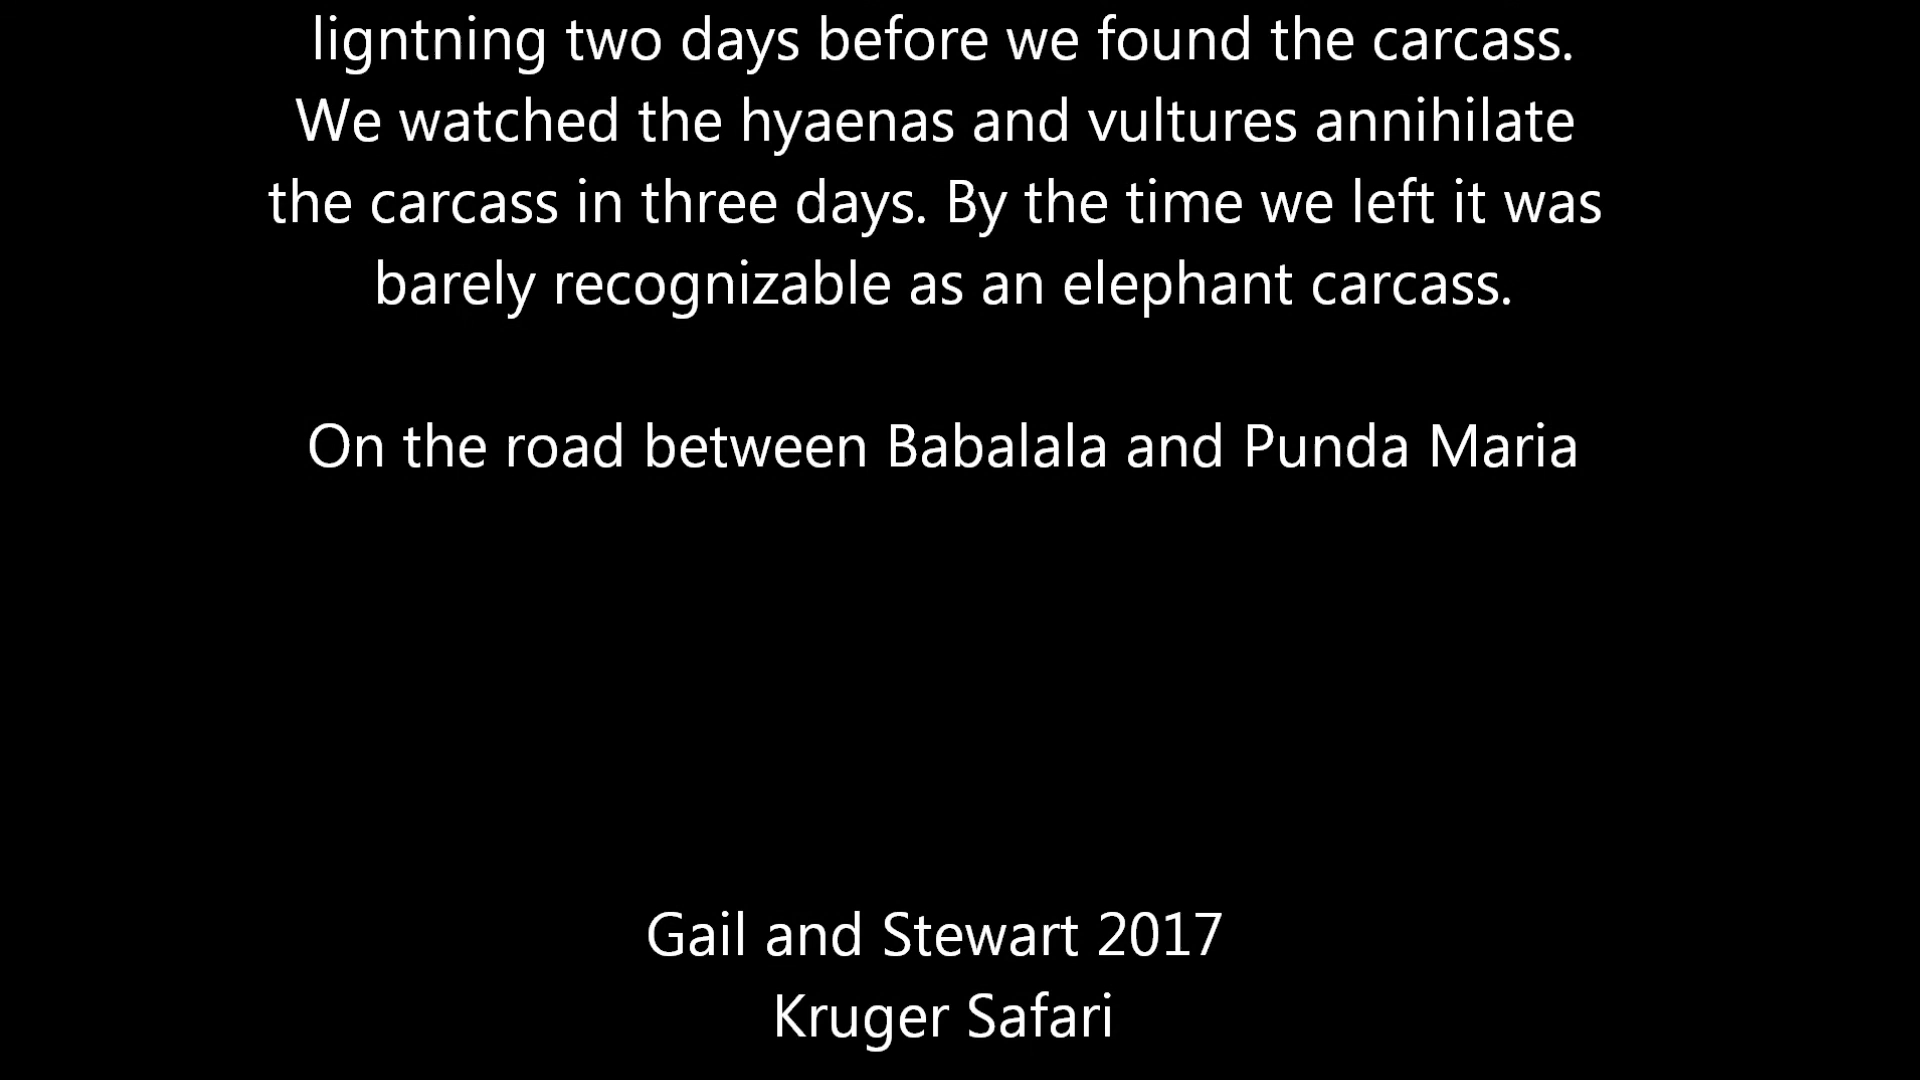 ligntning two days before we found the carcass.
We watched the hyaenas and vultures annihilate
the carcass in three days. By the time we left it was
barely recognizable as an elephant carcass.
On the road between Babalala and Punda Maria
Gail and Stewart 2017
Kruger Safari